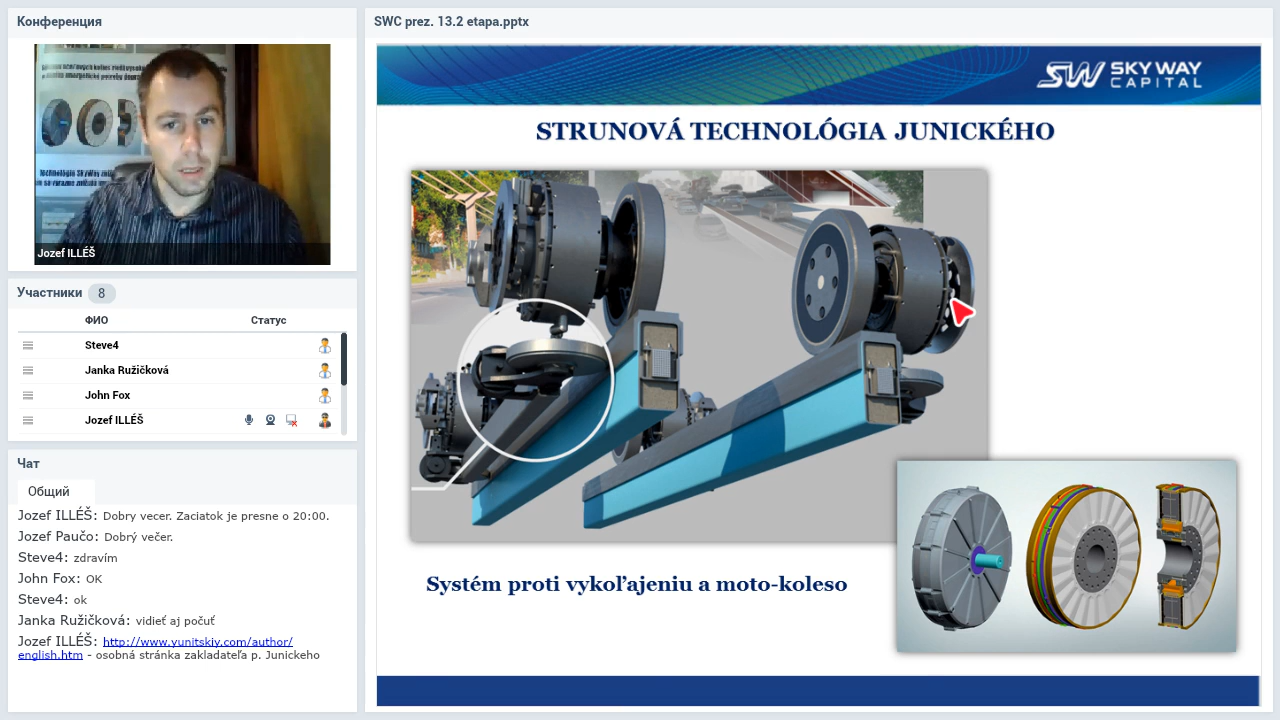 Конференция
Jozef ILLÉŠ
Участники 8
ФИО Статус
Steve4
Janka Ružičková
John Fox
Jozef ILLÉŠ
Чат
Общий
Jozef ILLÉŠ: Dobry vecer. Zaciatok je presne o 20:00.
Jozef Paučo: Dobrý večer.
Steve4: zdravím
John Fox: OK
Steve4: ok
Janka Ružičková: vidieť aj počuť
Jozef ILLÉŠ: http://www.yunitskiy.com/author/
english.htm - osobná stránka zakladateľa p. Junickeho
SWC prez. 13.2 etapa.pptx
SW SKY WAY
CAPITAL
STRUNOVÁ TECHNOLÓGIA JUNICKÉHO
Systém proti vykoľajeniu a moto-koleso